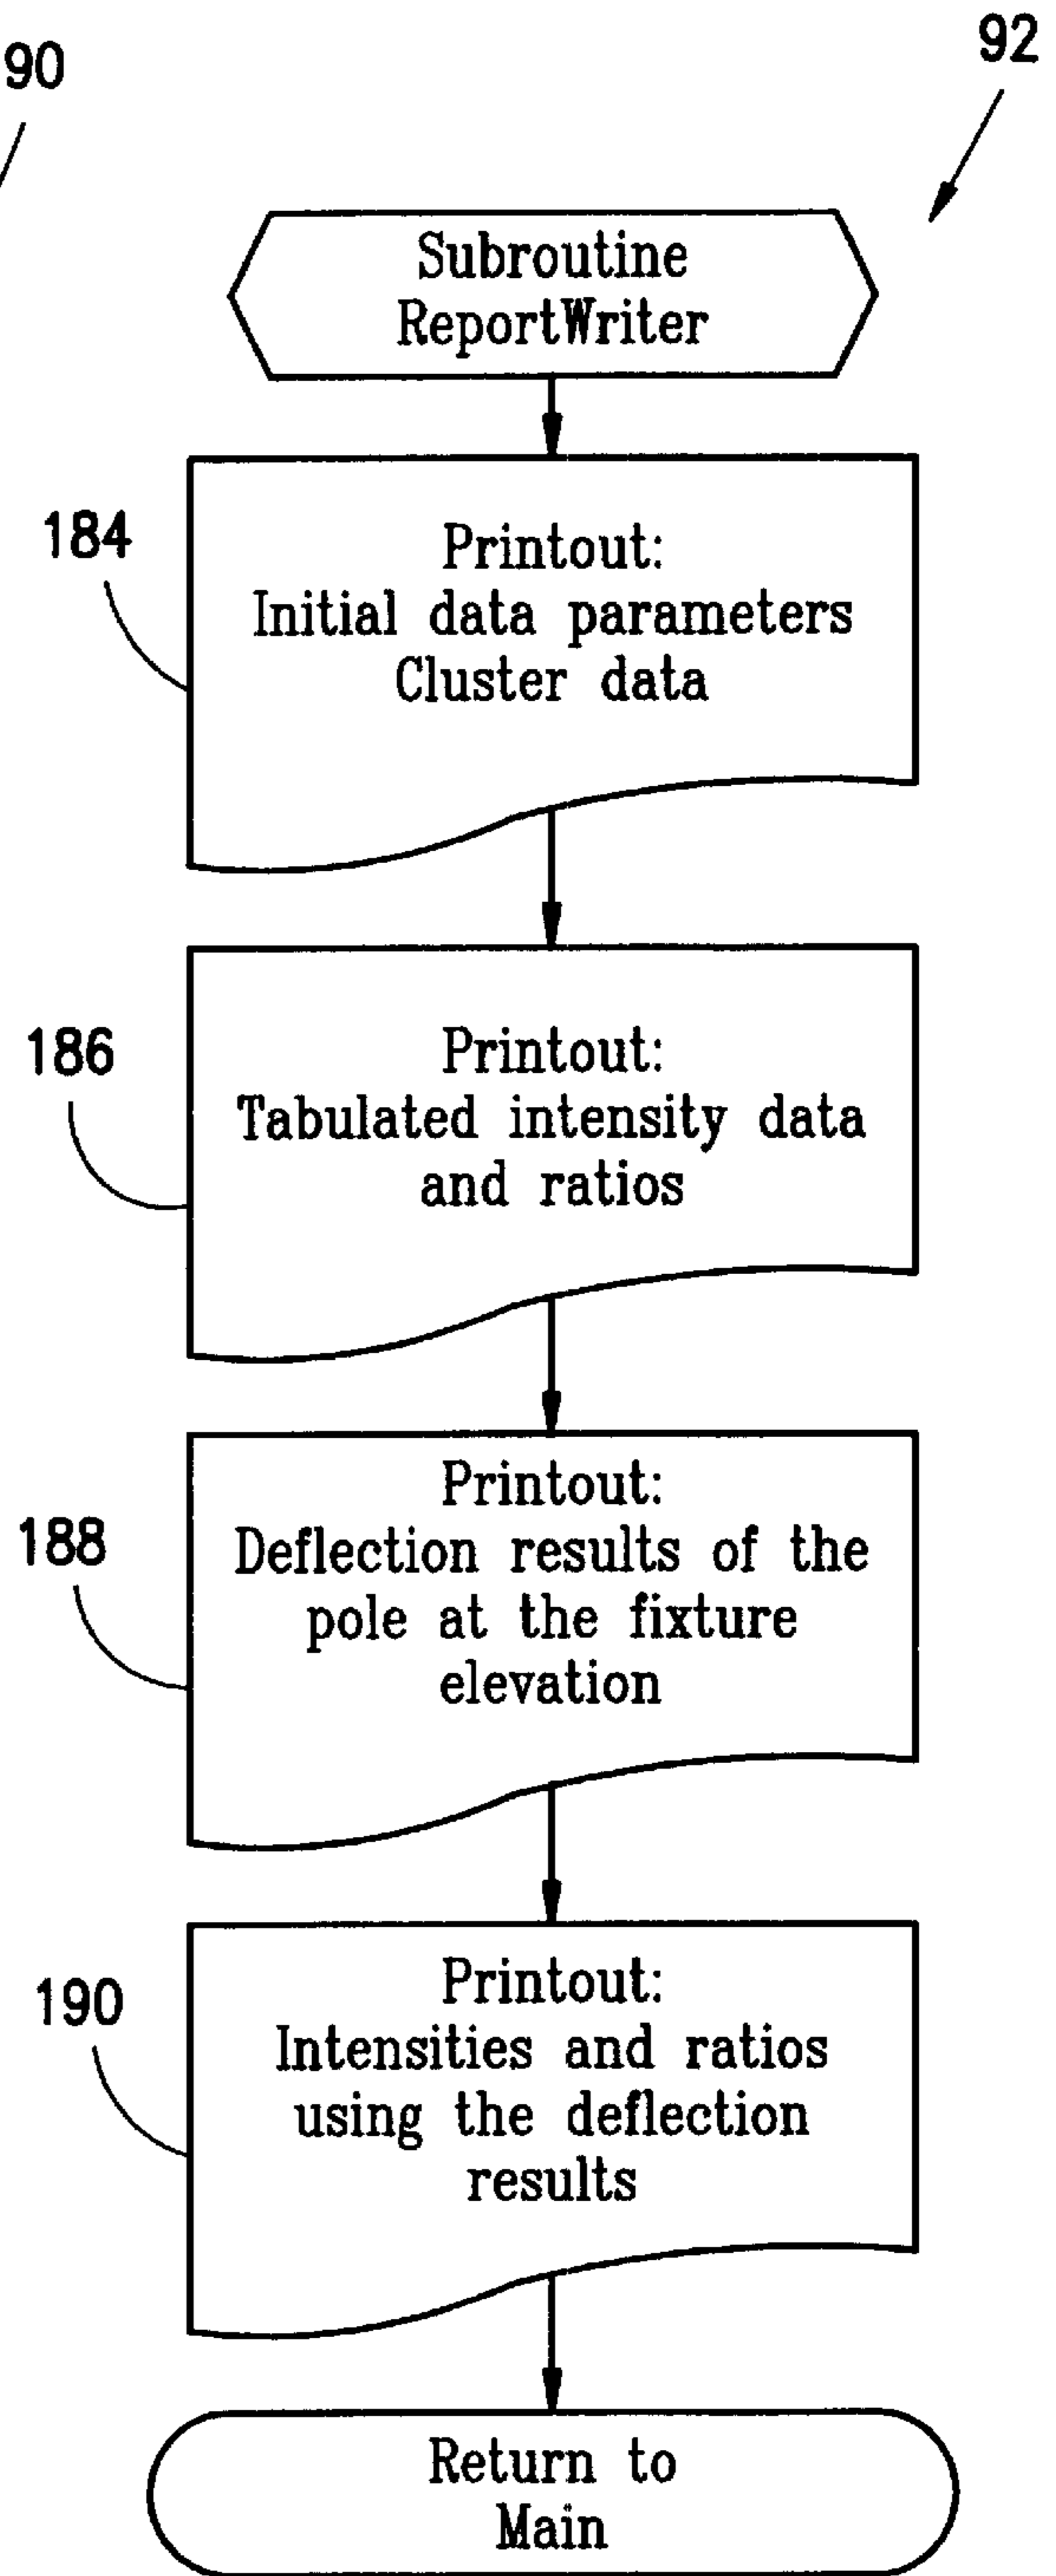 90
92
Subroutine
ReportWriter
184
Printout:
Initial data parameters
Cluster data
186
Printout:
Tabulated intensity data
and ratios
188
Printout:
Deflection results of the
pole at the fixture
elevation
190
Printout:
Intensities and ratios
using the deflection
results
Return to
Main